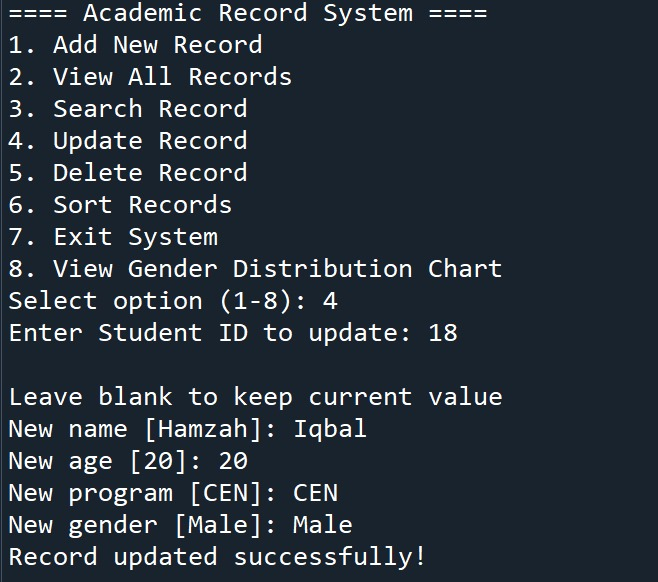 ==== Academic Record System ====
1. Add New Record
2. View All Records
3. Search Record
4. Update Record
5. Delete Record
6. Sort Records
7. Exit System
8. View Gender Distribution Chart
Select option (1-8): 4
Enter Student ID to update: 18
Leave blank to keep current value
New name [Hamzah]: Iqbal
New age [20]: 20
New program [CEN]: CEN
New gender [Male]: Male
Record updated successfully!